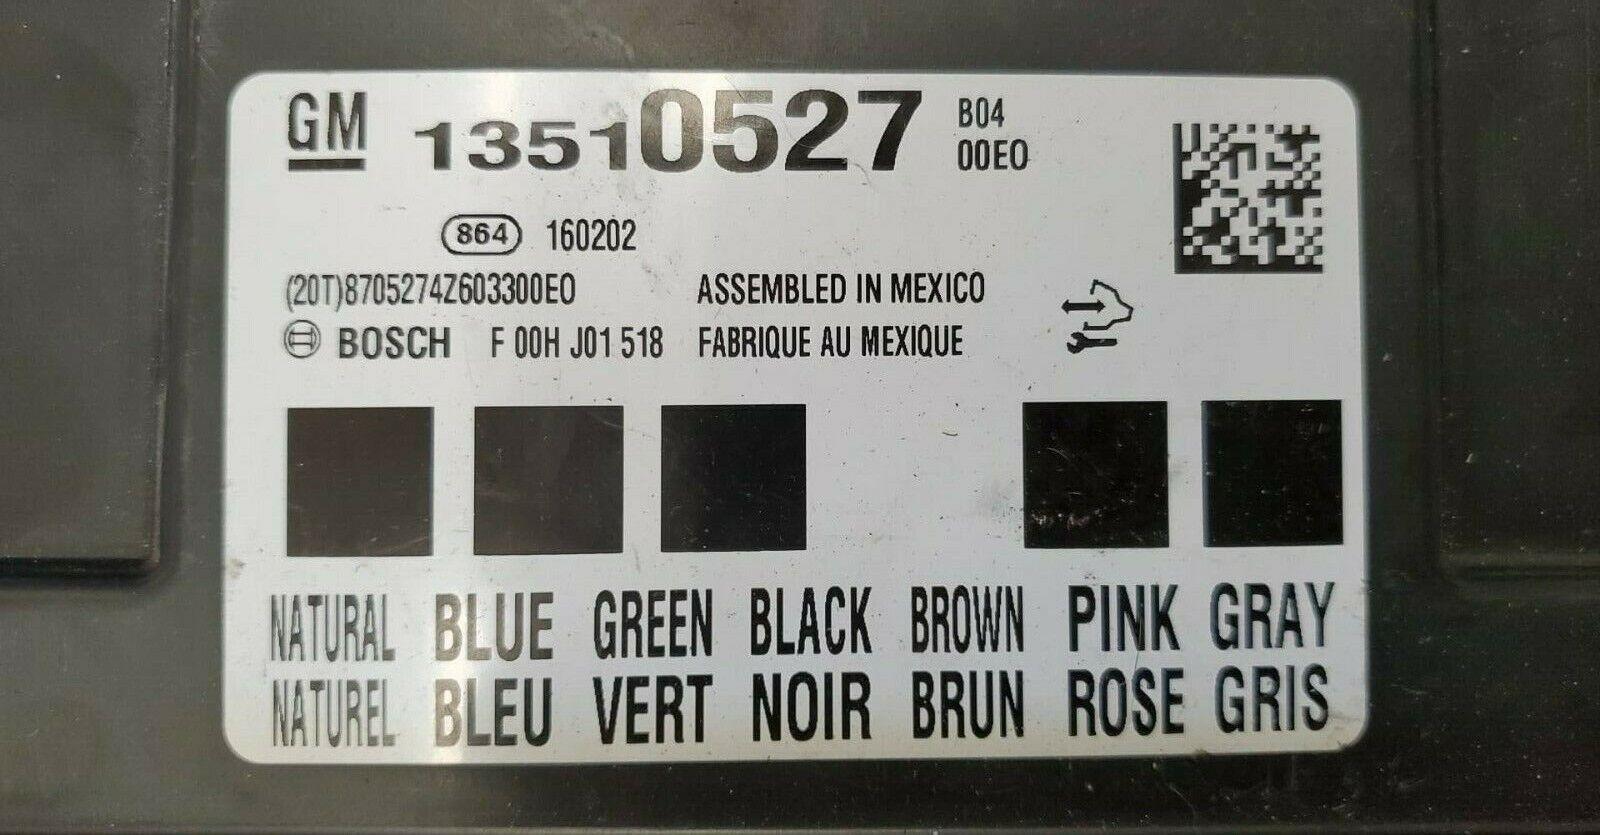 GM 13510527 B04
00E0
864 160202
(20T)8705274Z603300E0 ASSEMBLED IN MEXICO
BOSCH F 00H J01 518 FABRIQUE AU MEXIQUE
NATURAL BLUE GREEN BLACK BROWN PINK GRAY
NATUREL BLEU VERT NOIR BRUN ROSE GRIS